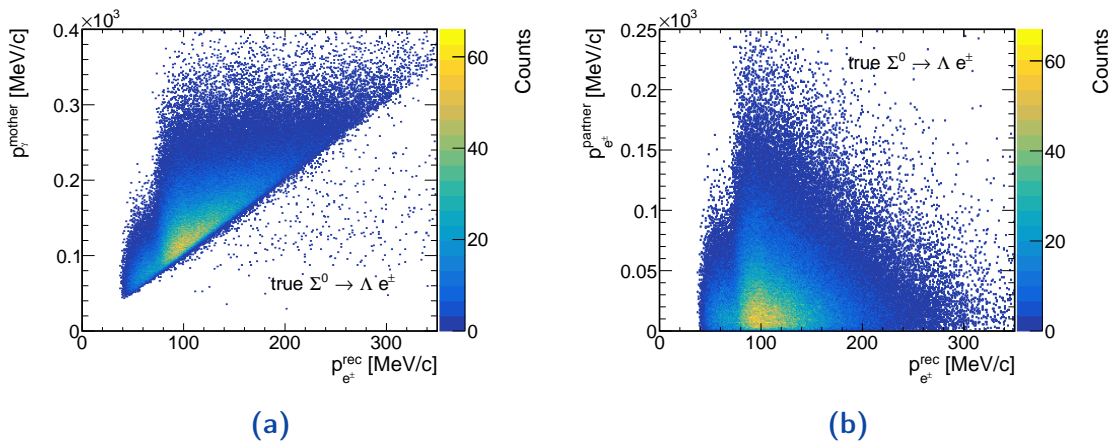 ×10³
0.4
0.3
0.2
0.1
0
0 100 200 300
p_γ^mother [MeV/c]
p_e±^rec [MeV/c]
true Σ⁰ → Λ e±
Counts
60
40
20
0
(a)
×10³
0.25
0.2
0.15
0.1
0.05
0
0 100 200 300
p_e±^partner [MeV/c]
p_e±^rec [MeV/c]
true Σ⁰ → Λ e±
Counts
60
40
20
0
(b)